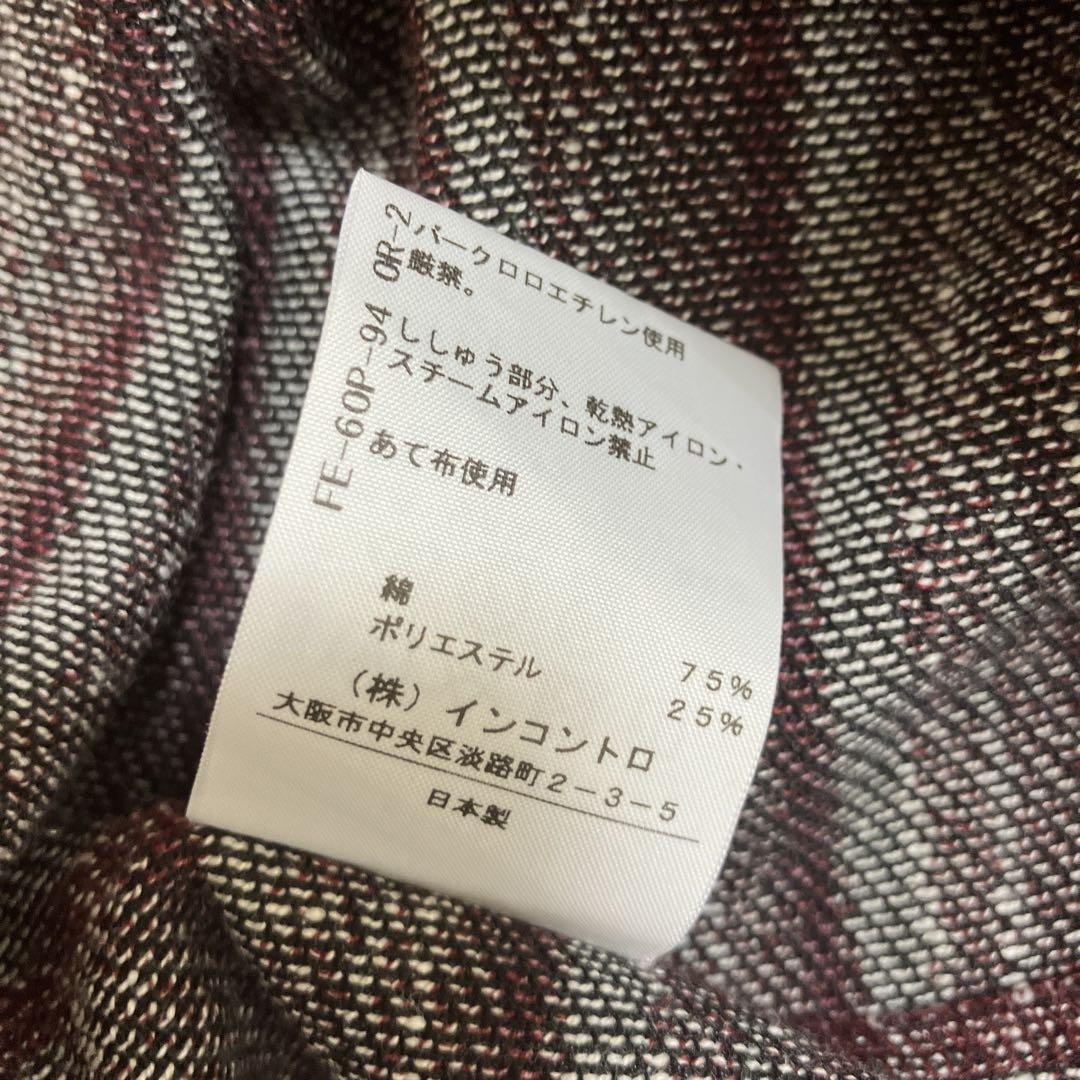 パークロロエチレン使用
厳禁。
ししゅう部分、乾熱アイロン・
スチームアイロン禁止
あて布使用
FE-60P-94 OR-2
綿 75%
ポリエステル 25%
(株)インコントロ
大阪市中央区淡路町2-3-5
日本製